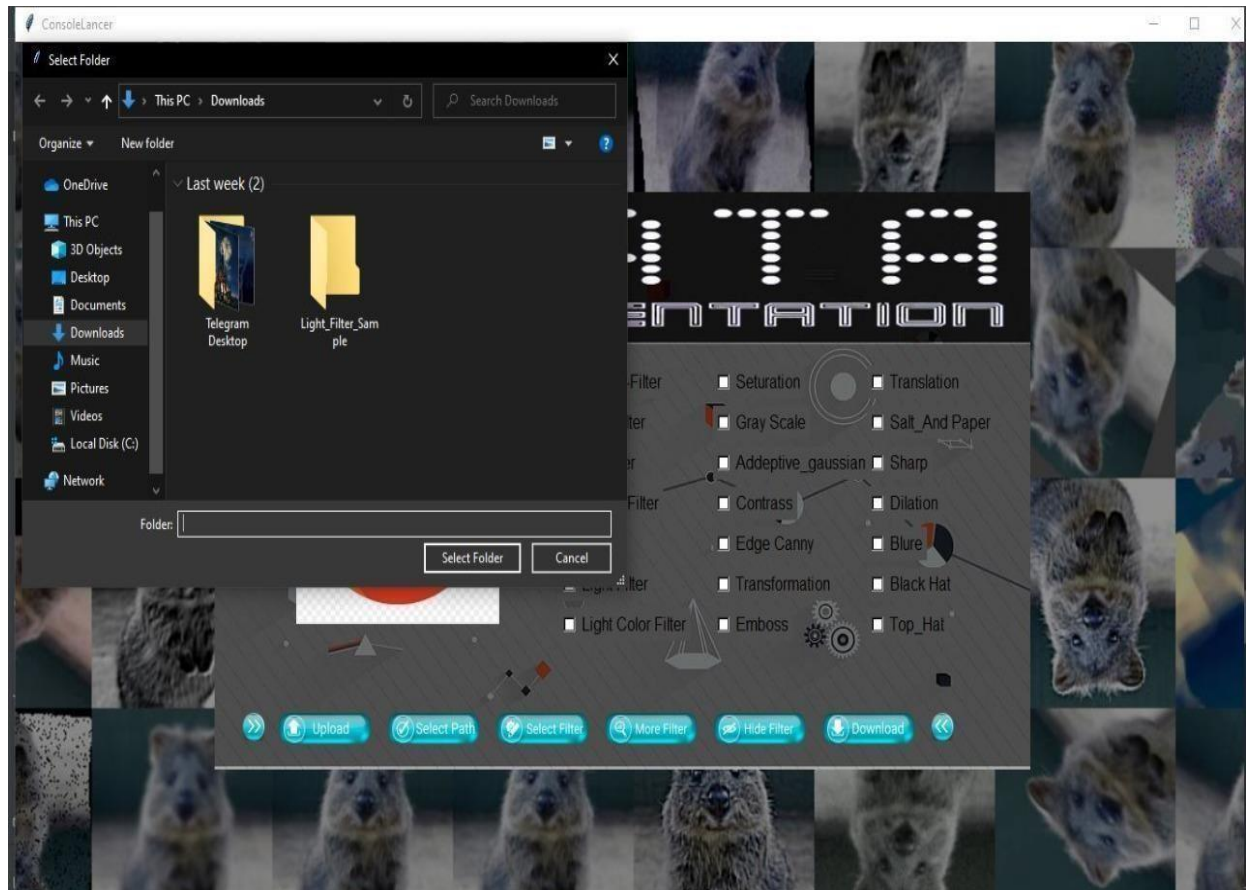 ConsoleLancer
Select Folder
This PC > Downloads
Search Downloads
Organize
New folder
OneDrive
This PC
3D Objects
Desktop
Documents
Downloads
Music
Pictures
Videos
Local Disk (C:)
Network
Last week (2)
Telegram
Desktop
Light_Filter_Sam
ple
Folder:
Select Folder
Cancel
ATA
ENTATION
-Filter
Filter
Light Color Filter
Seturation
Gray Scale
Addeptive_gaussian
Contrass
Edge Canny
Transformation
Emboss
Translation
Salt_And Paper
Sharp
Dilation
Blure
Black Hat
Top_Hat
Upload
Select Path
Select Filter
More Filter
Hide Filter
Download